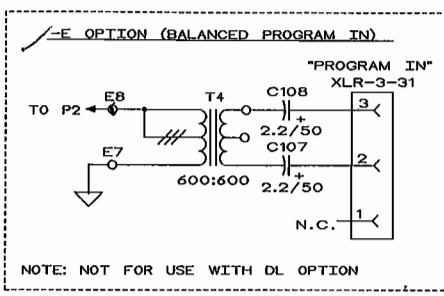 -E OPTION (BALANCED PROGRAM IN)
"PROGRAM IN"
XLR-3-31
E8
T4
C108
3
TO P2
+
2.2/50
C107
E7
2
600:600
+
2.2/50
1
N.C.
NOTE: NOT FOR USE WITH DL OPTION